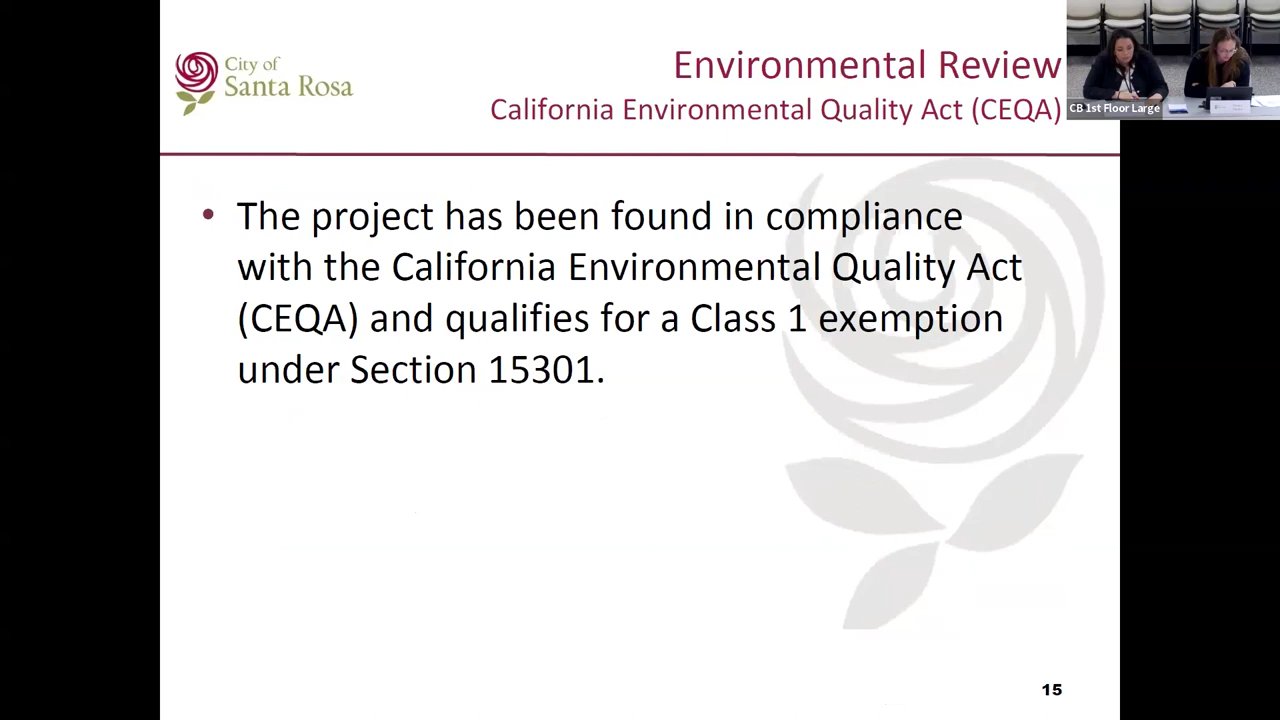 City of
Santa Rosa
Environmental Review
California Environmental Quality Act (CEQA)
CB 1st Floor Large
• The project has been found in compliance
with the California Environmental Quality Act
(CEQA) and qualifies for a Class 1 exemption
under Section 15301.
15